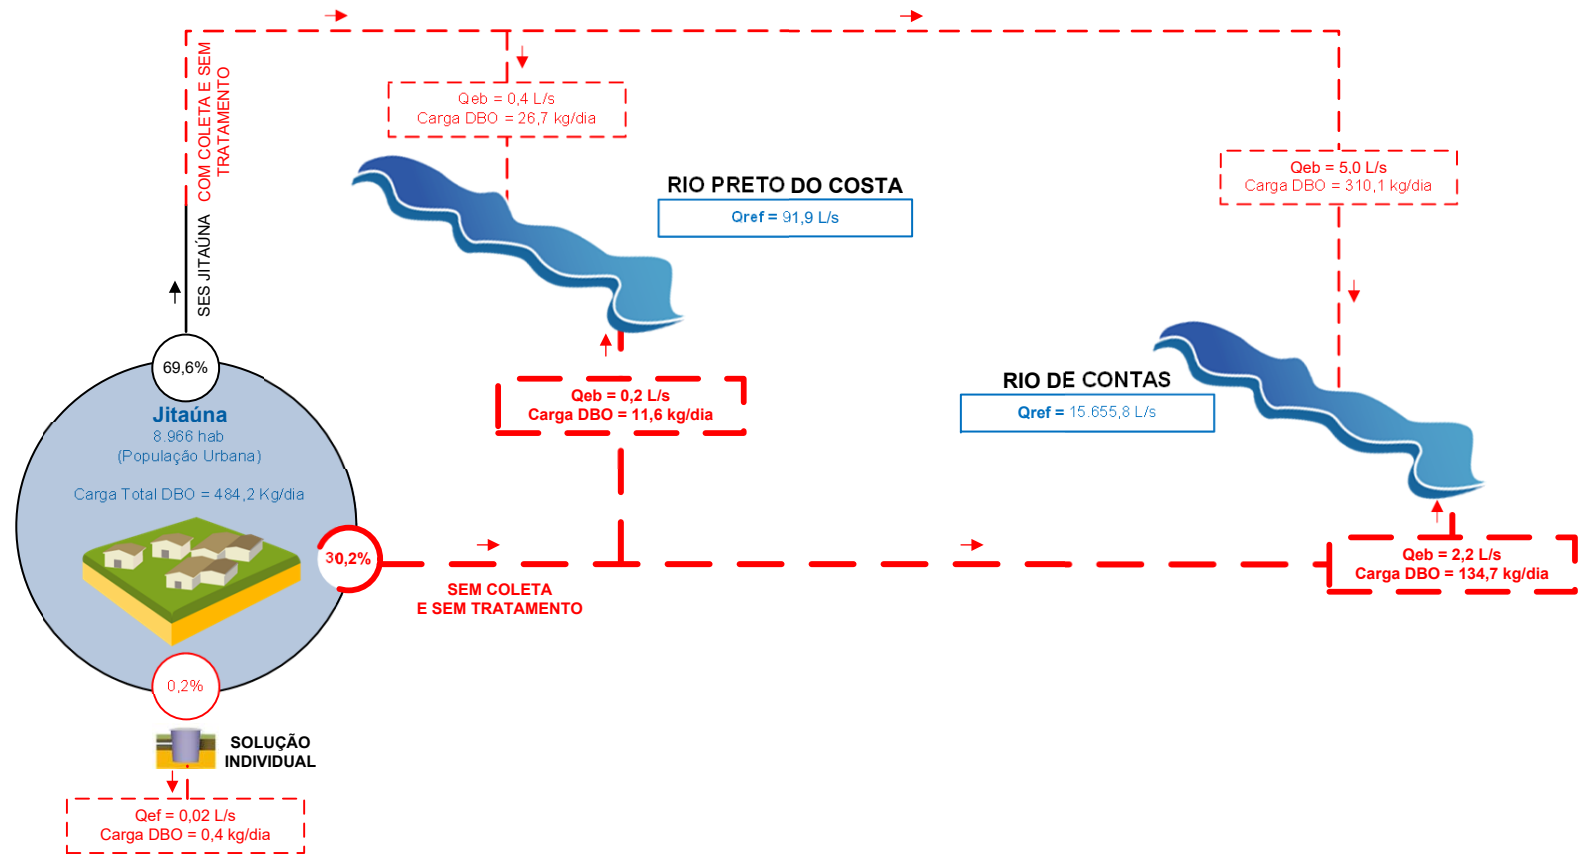 COM COLETA E SEM
TRATAMENTO
SES JITAÚNA
Qeb = 0,4 L/s
Carga DBO = 26,7 kg/dia
RIO PRETO DO COSTA
Qref = 91,9 L/s
Qeb = 5,0 L/s
Carga DBO = 310,1 kg/dia
69,6%
Jitaúna
8.966 hab
(População Urbana)
Carga Total DBO = 484,2 Kg/dia
Qeb = 0,2 L/s
Carga DBO = 11,6 kg/dia
RIO DE CONTAS
Qref = 15.655,8 L/s
30,2%
SEM COLETA
E SEM TRATAMENTO
Qeb = 2,2 L/s
Carga DBO = 134,7 kg/dia
0,2%
SOLUÇÃO
INDIVIDUAL
Qef = 0,02 L/s
Carga DBO = 0,4 kg/dia